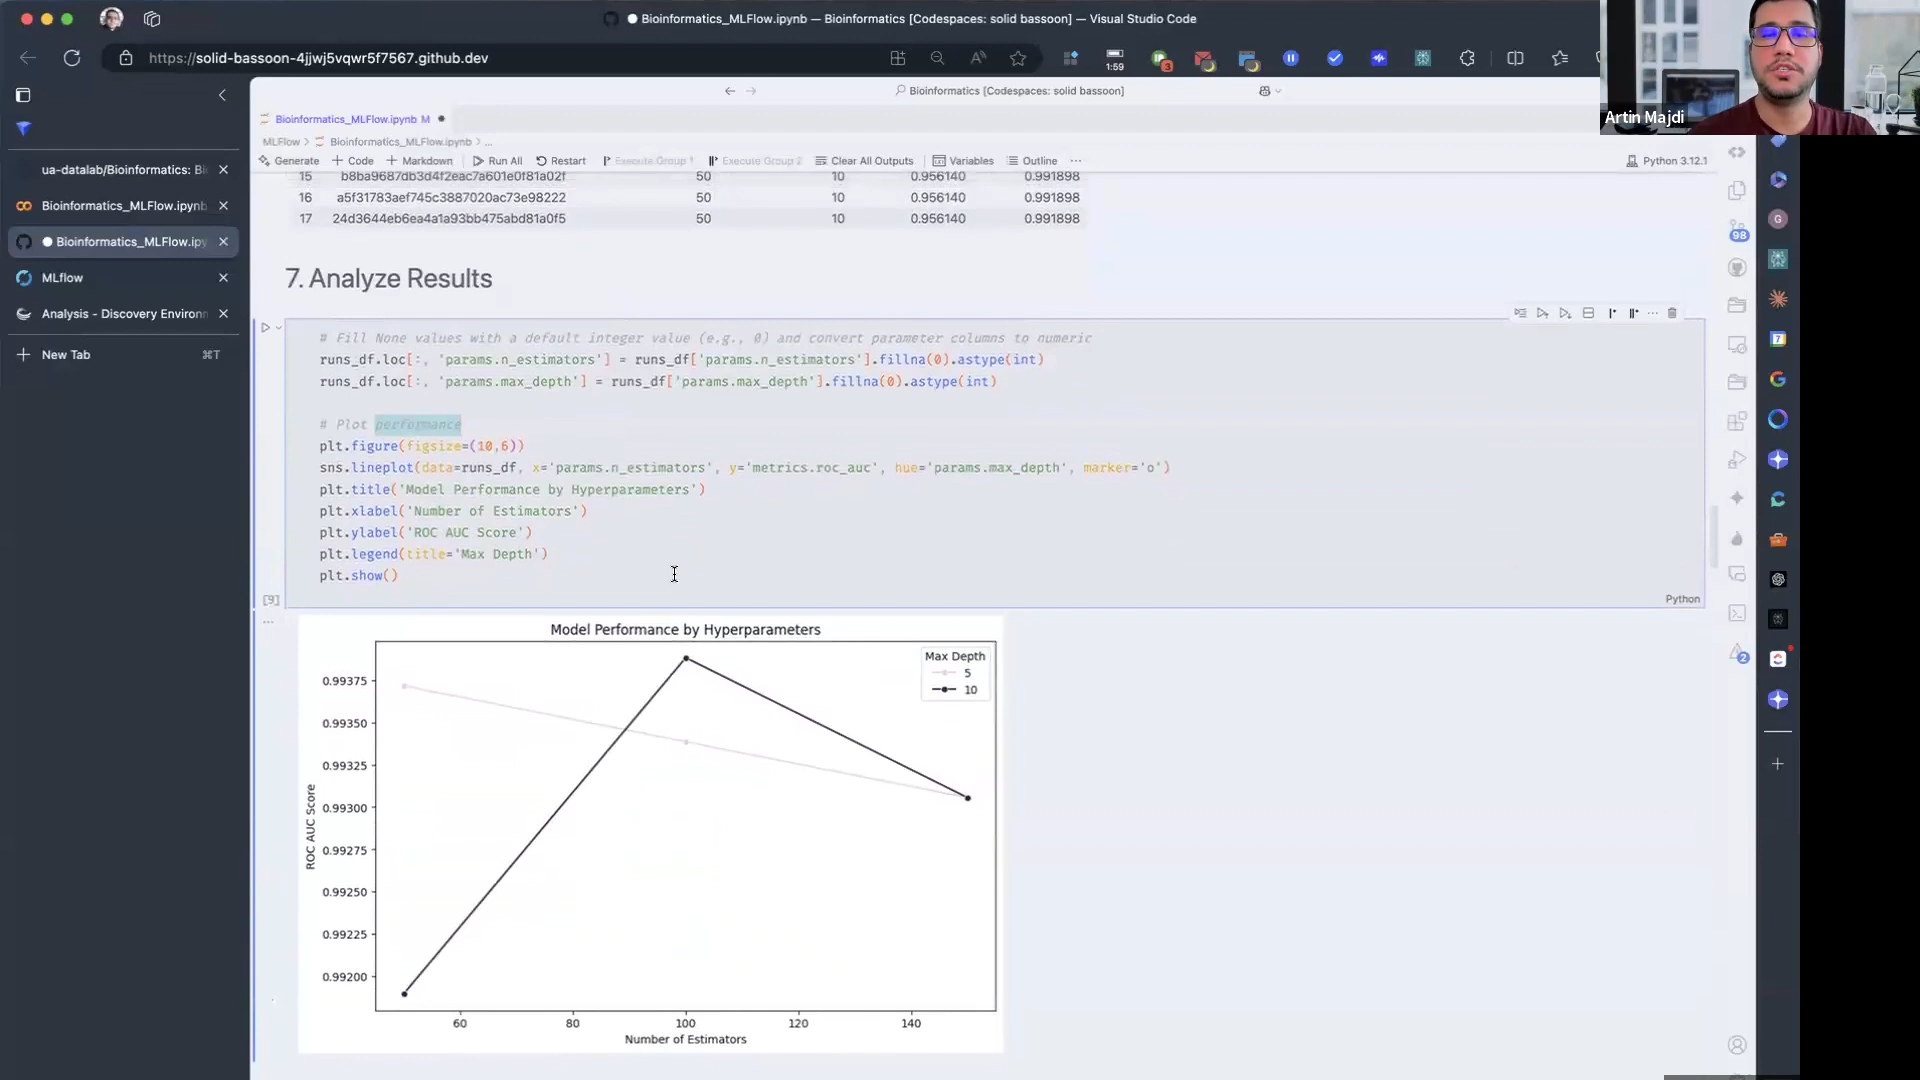 Bioinformatics_MLFlow.ipynb — Bioinformatics [Codespaces: solid bassoon] — Visual Studio Code
https://solid-bassoon-4jjwj5vqwr5f7567.github.dev
1:59
3
Artin Majdi
Bioinformatics [Codespaces: solid bassoon]
Bioinformatics_MLFlow.ipynb M
MLFlow > Bioinformatics_MLFlow.ipynb > ...
Generate + Code + Markdown Run All Restart Execute Group 1 Execute Group 2 Clear All Outputs Variables Outline ... Python 3.12.1
ua-datalab/Bioinformatics: Bi
Bioinformatics_MLFlow.ipynb
Bioinformatics_MLFlow.ipy
MLflow
Analysis - Discovery Environ
New Tab ⌘T
15 b8ba9687db3d4f2eac7a601e0f81a02f 50 10 0.956140 0.991898
16 a5f31783aef745c3887020ac73e98222 50 10 0.956140 0.991898
17 24d3644eb6ea4a1a93bb475abd81a0f5 50 10 0.956140 0.991898
7. Analyze Results
# Fill None values with a default integer value (e.g., 0) and convert parameter columns to numeric
runs_df.loc[:, 'params.n_estimators'] = runs_df['params.n_estimators'].fillna(0).astype(int)
runs_df.loc[:, 'params.max_depth'] = runs_df['params.max_depth'].fillna(0).astype(int)
# Plot performance
plt.figure(figsize=(10,6))
sns.lineplot(data=runs_df, x='params.n_estimators', y='metrics.roc_auc', hue='params.max_depth', marker='o')
plt.title('Model Performance by Hyperparameters')
plt.xlabel('Number of Estimators')
plt.ylabel('ROC AUC Score')
plt.legend(title='Max Depth')
plt.show()
[9]
Python
Model Performance by Hyperparameters
Max Depth
5
10
0.99375
0.99350
0.99325
0.99300
0.99275
0.99250
0.99225
0.99200
ROC AUC Score
60 80 100 120 140
Number of Estimators
98
2
G